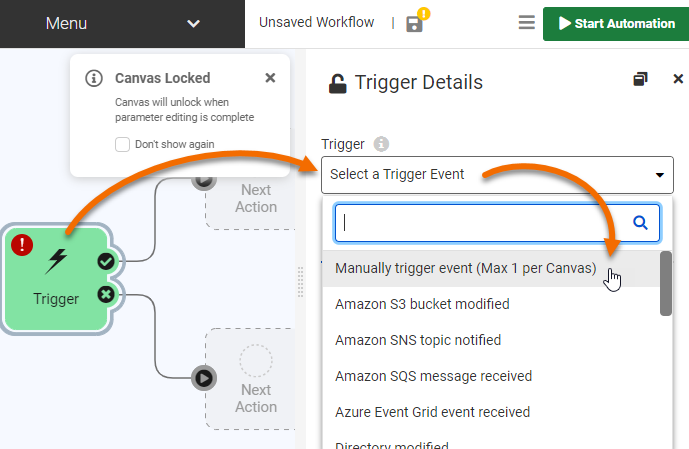 Menu
Unsaved Workflow
Start Automation
Canvas Locked
Canvas will unlock when
parameter editing is complete
Don't show again
Next
Action
Trigger
Next
Action
Trigger Details
Trigger
Select a Trigger Event
Manually trigger event (Max 1 per Canvas)
Amazon S3 bucket modified
Amazon SNS topic notified
Amazon SQS message received
Azure Event Grid event received
Directory modified